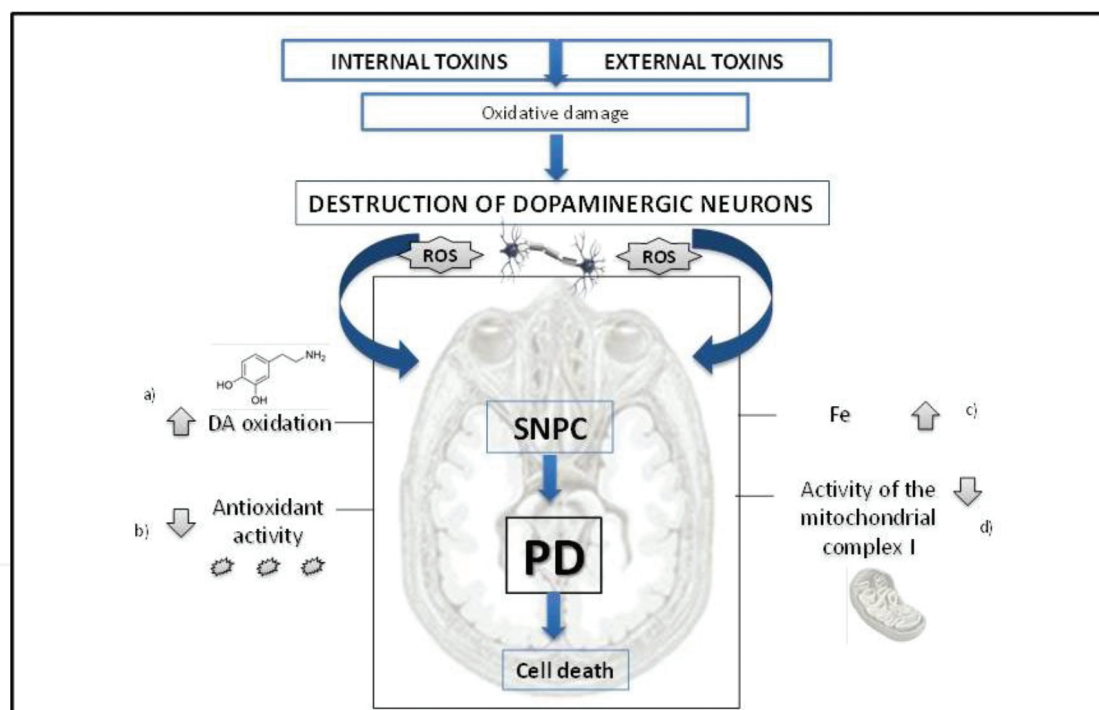 INTERNAL TOXINS
EXTERNAL TOXINS
Oxidative damage
DESTRUCTION OF DOPAMINERGIC NEURONS
ROS
ROS
NH₂
HO
OH
a)
DA oxidation
SNPC
Fe
c)
b)
Antioxidant
activity
PD
Activity of the
mitochondrial
complex I
d)
Cell death